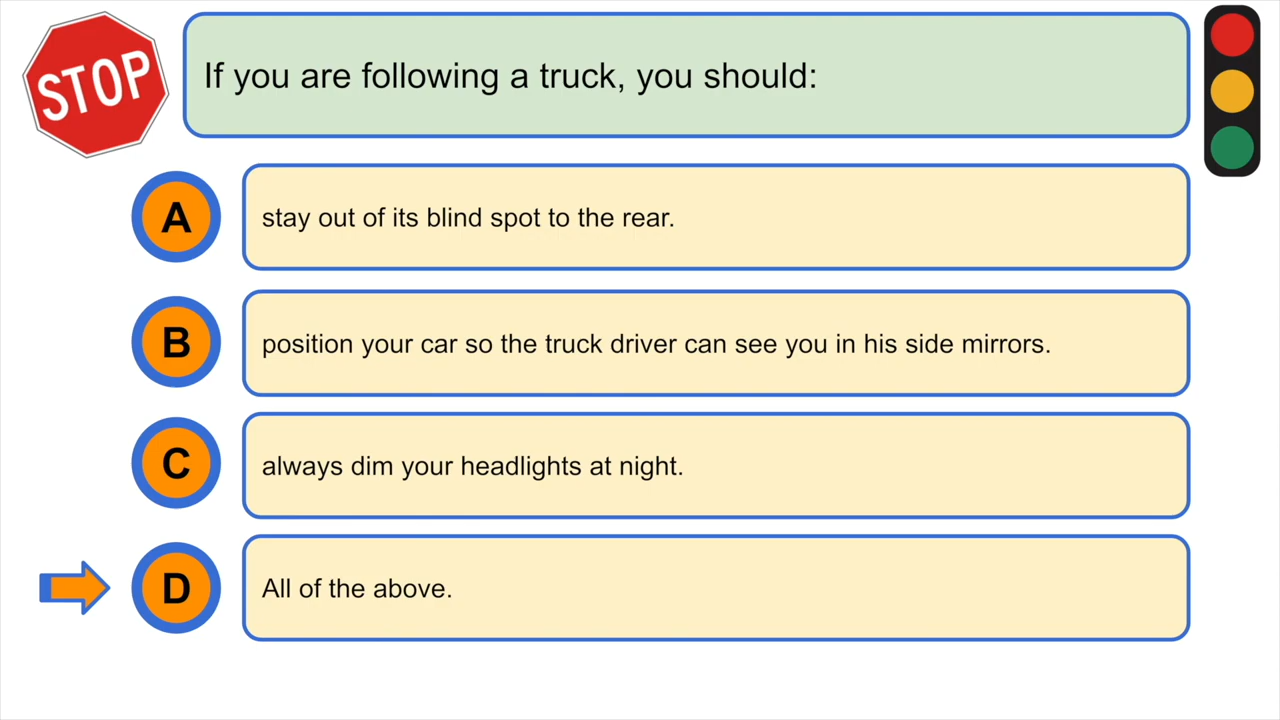 STOP
If you are following a truck, you should:
A
stay out of its blind spot to the rear.
B
position your car so the truck driver can see you in his side mirrors.
C
always dim your headlights at night.
D
All of the above.